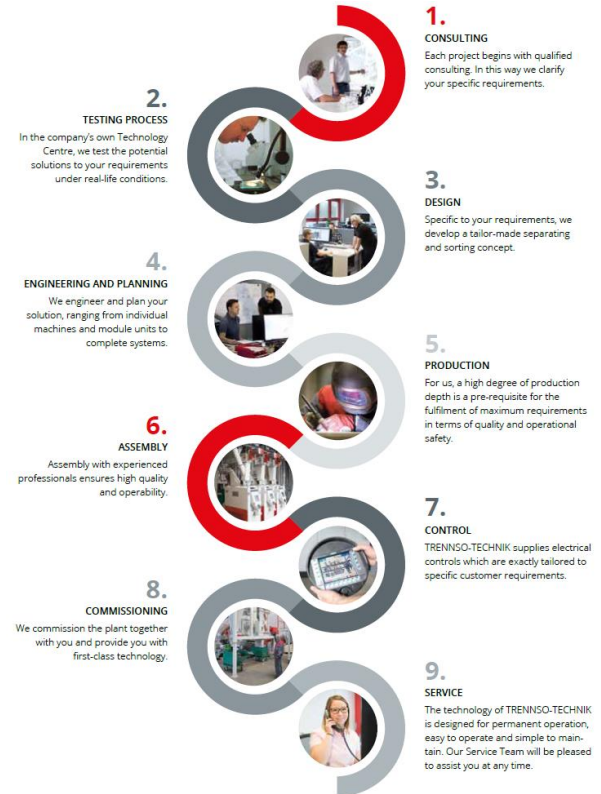 1.
CONSULTING
Each project begins with qualified
consulting. In this way we clarify
your specific requirements.
2.
TESTING PROCESS
In the company's own Technology
Centre, we test the potential
solutions to your requirements
under real-life conditions.
3.
DESIGN
Specific to your requirements, we
develop a tailor-made separating
and sorting concept.
4.
ENGINEERING AND PLANNING
We engineer and plan your
solution, ranging from individual
machines and module units to
complete systems.
5.
PRODUCTION
For us, a high degree of production
depth is a pre-requisite for the
fulfilment of maximum requirements
in terms of quality and operational
safety.
6.
ASSEMBLY
Assembly with experienced
professionals ensures high quality
and operability.
7.
CONTROL
TRENNSO-TECHNIK supplies electrical
controls which are exactly tailored to
specific customer requirements.
8.
COMMISSIONING
We commission the plant together
with you and provide you with
first-class technology.
9.
SERVICE
The technology of TRENNSO-TECHNIK
is designed for permanent operation,
easy to operate and simple to main-
tain. Our Service Team will be pleased
to assist you at any time.